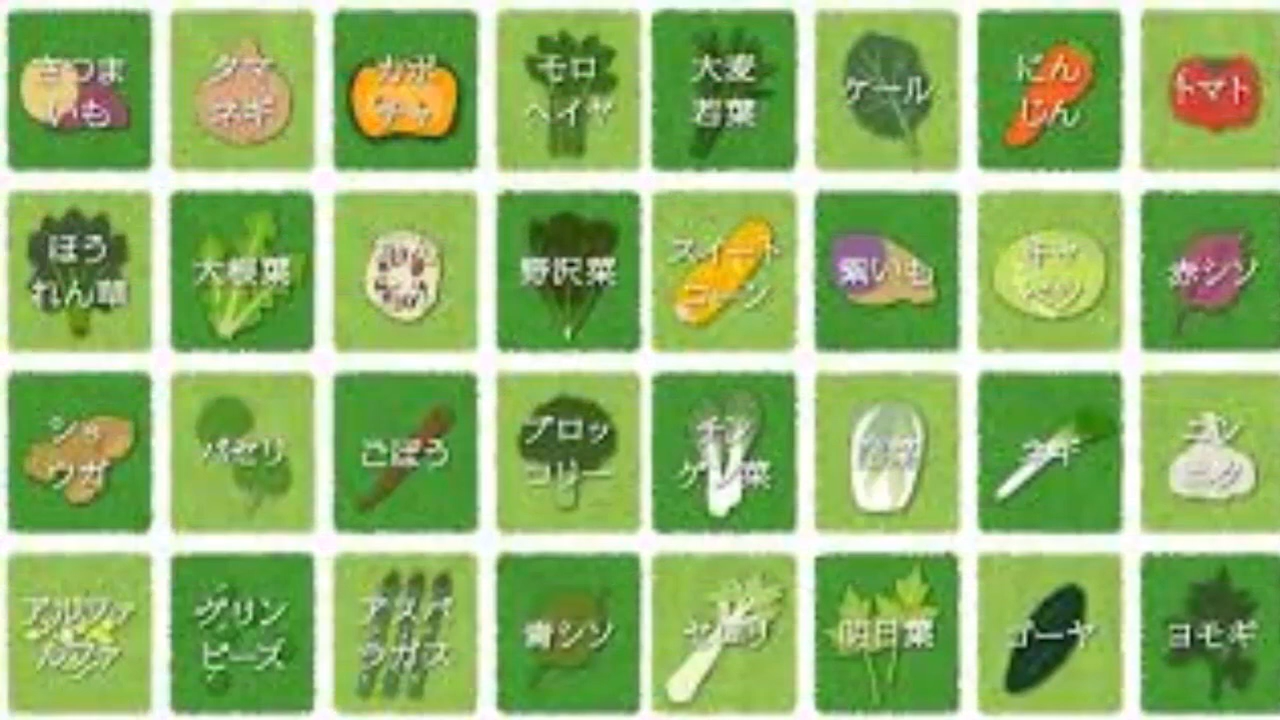 さつま
いも
タマ
ネギ
カボ
チャ
モロ
ヘイヤ
大麦
若葉
ケール
にん
じん
トマト
ほう
れん草
大根葉
野沢菜
スイート
コーン
紫いも
キャ
ベツ
赤シソ
ショ
ウガ
パセリ
ごぼう
ブロッ
コリー
チン
ゲン菜
白菜
ネギ
ニン
ニク
アルファ
ルファ
グリン
ピース
アスパ
ラガス
青シソ
セロリ
明日葉
ゴーヤ
ヨモギ